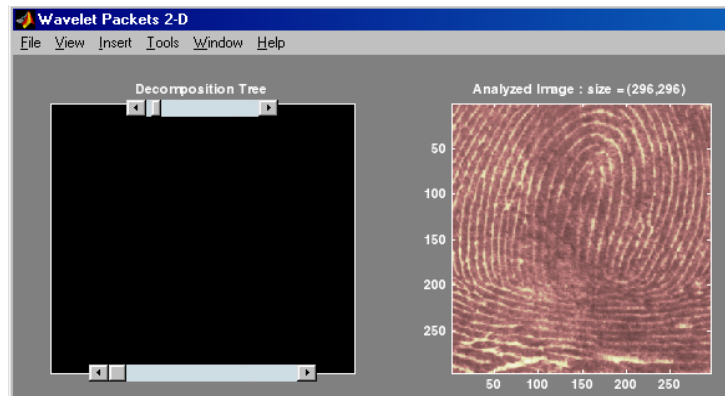 Wavelet Packets 2-D
File View Insert Tools Window Help
Decomposition Tree
Analyzed Image : size = (296,296)
50
100
150
200
250
50 100 150 200 250